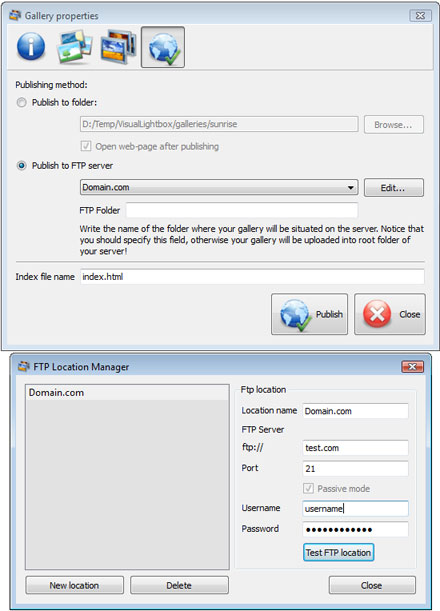 Gallery properties
Publishing method:
Publish to folder:
D:/Temp/VisualLightbox/galleries/sunrise
Browse...
Open web-page after publishing
Publish to FTP server
Domain.com
Edit...
FTP Folder
Write the name of the folder where your gallery will be situated on the server. Notice that
you should specify this field, otherwise your gallery will be uploaded into root folder of
your server!
Index file name index.html
Publish
Close
FTP Location Manager
Domain.com
Ftp location
Location name Domain.com
FTP Server
ftp:// test.com
Port 21
Passive mode
Username username
Password ●●●●●●●●●●●●
Test FTP location
New location
Delete
Close